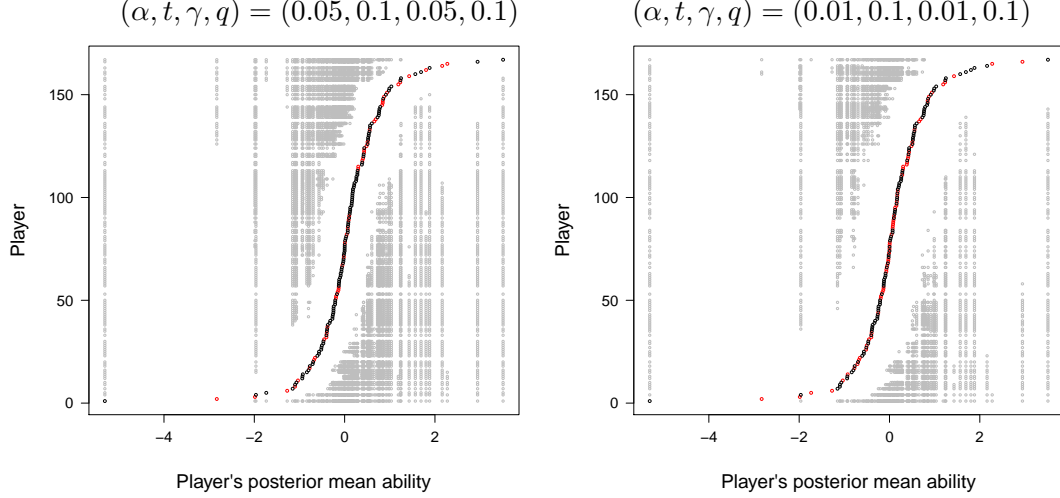 (α, t, γ, q) = (0.05, 0.1, 0.05, 0.1)
150
100
50
0
Player
−4
−2
0
2
Player's posterior mean ability
(α, t, γ, q) = (0.01, 0.1, 0.01, 0.1)
150
100
50
0
Player
−4
−2
0
2
Player's posterior mean ability